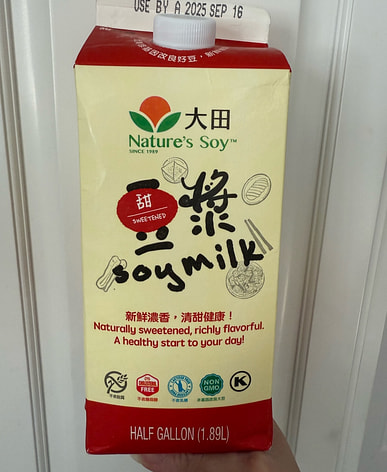 USE BY A 2025 SEP 16
大田
Nature's Soy™
SINCE 1989
豆漿
甜
SWEETENED
soymilk
新鮮濃香，清甜健康！
Naturally sweetened, richly flavorful.
A healthy start to your day!
FREE
NON
GMO
K
HALF GALLON (1.89L)